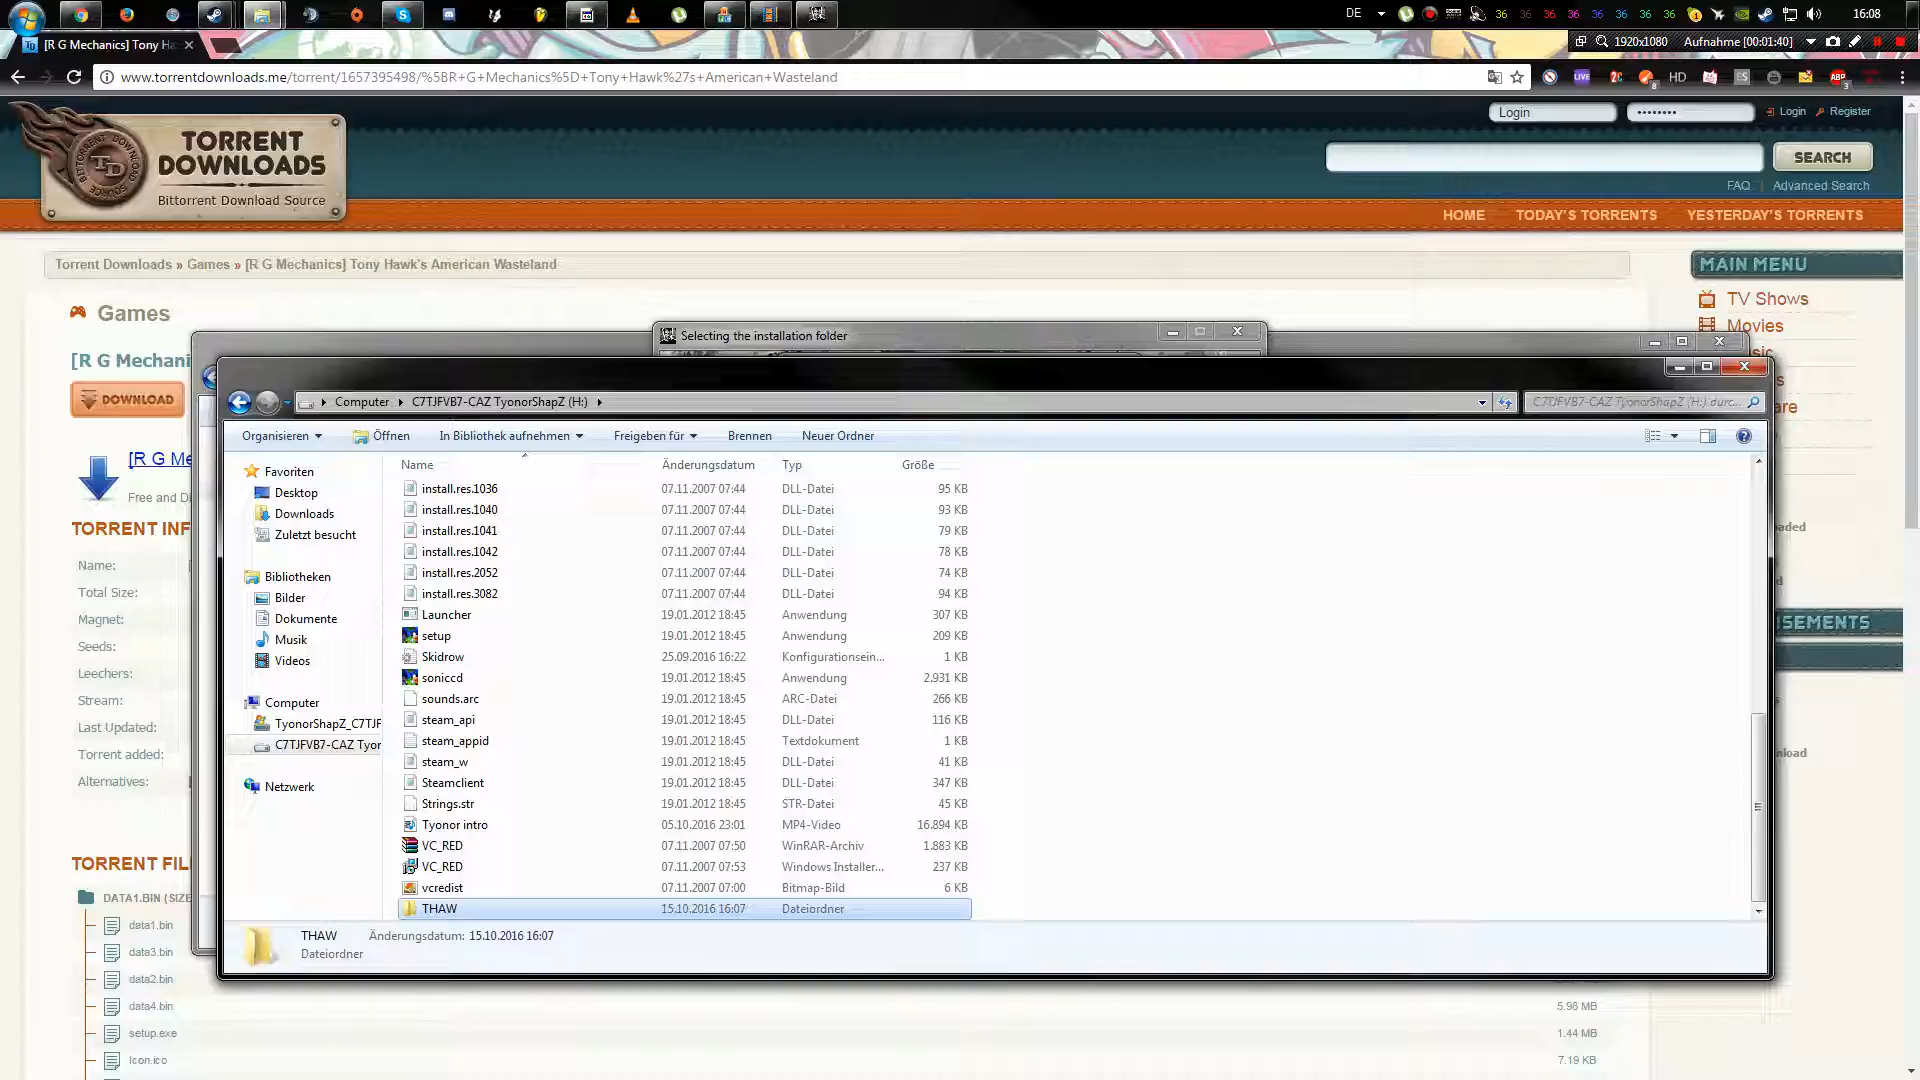 DE
36 36 36 36 36 36 36 36
16:08
[R G Mechanics] Tony Ha
1920x1080
Aufnahme [00:01:40]
www.torrentdownloads.me/torrent/1657395498/%5BR+G+Mechanics%5D+Tony+Hawk%27s+American+Wasteland
LIVE
HD
ES
ABP
TORRENT
DOWNLOADS
Bittorrent Download Source
TD
Login
••••••••
Login
Register
SEARCH
FAQ | Advanced Search
HOME
TODAY'S TORRENTS
YESTERDAY'S TORRENTS
Torrent Downloads » Games » [R G Mechanics] Tony Hawk's American Wasteland
MAIN MENU
TV Shows
Movies
Games
[R G Mechani
DOWNLOAD
[R G Me
Free and Di
TORRENT INF
Name:
Total Size:
Magnet:
Seeds:
Leechers:
Stream:
Last Updated:
Torrent added:
Alternatives:
TORRENT FIL
DATA1.BIN (SIZE
data1.bin
data3.bin
data2.bin
data4.bin
5.98 MB
setup.exe
1.44 MB
Icon.ico
7.19 KB
Selecting the installation folder
Computer
C7TJFVB7-CAZ TyonorShapZ (H:)
C7TJFVB7-CAZ TyonorShapZ (H:) durc...
Organisieren
Öffnen
In Bibliothek aufnehmen
Freigeben für
Brennen
Neuer Ordner
Favoriten
Desktop
Downloads
Zuletzt besucht
Bibliotheken
Bilder
Dokumente
Musik
Videos
Computer
TyonorShapZ_C7TJF
C7TJFVB7-CAZ Tyor
Netzwerk
Name Änderungsdatum Typ Größe
install.res.1036 07.11.2007 07:44 DLL-Datei 95 KB
install.res.1040 07.11.2007 07:44 DLL-Datei 93 KB
install.res.1041 07.11.2007 07:44 DLL-Datei 79 KB
install.res.1042 07.11.2007 07:44 DLL-Datei 78 KB
install.res.2052 07.11.2007 07:44 DLL-Datei 74 KB
install.res.3082 07.11.2007 07:44 DLL-Datei 94 KB
Launcher 19.01.2012 18:45 Anwendung 307 KB
setup 19.01.2012 18:45 Anwendung 209 KB
Skidrow 25.09.2016 16:22 Konfigurationsein... 1 KB
soniccd 19.01.2012 18:45 Anwendung 2.931 KB
sounds.arc 19.01.2012 18:45 ARC-Datei 266 KB
steam_api 19.01.2012 18:45 DLL-Datei 116 KB
steam_appid 19.01.2012 18:45 Textdokument 1 KB
steam_w 19.01.2012 18:45 DLL-Datei 41 KB
Steamclient 19.01.2012 18:45 DLL-Datei 347 KB
Strings.str 19.01.2012 18:45 STR-Datei 45 KB
Tyonor intro 05.10.2016 23:01 MP4-Video 16.894 KB
VC_RED 07.11.2007 07:50 WinRAR-Archiv 1.883 KB
VC_RED 07.11.2007 07:53 Windows Installer... 237 KB
vcredist 07.11.2007 07:00 Bitmap-Bild 6 KB
THAW 15.10.2016 16:07 Dateiordner
THAW Änderungsdatum: 15.10.2016 16:07
Dateiordner